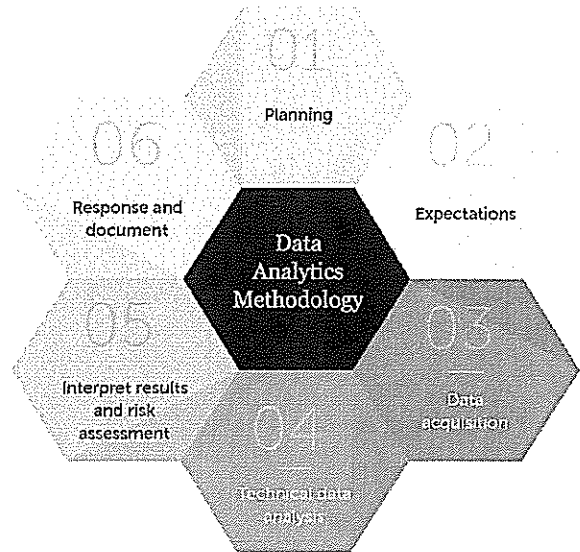 01
Planning
02
Expectations
03
Data
acquisition
04
Technical data
analysis
05
Interpret results
and risk
assessment
06
Response and
document
Data
Analytics
Methodology